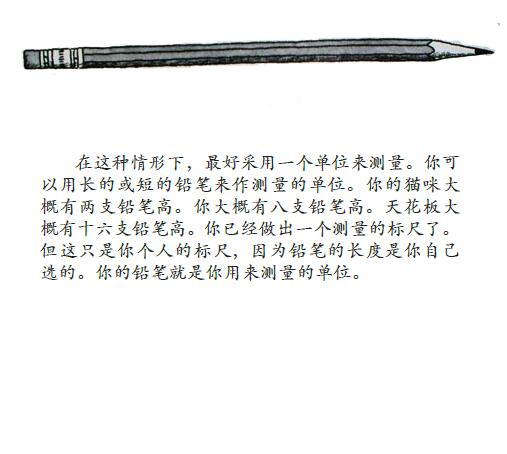 在这种情形下，最好采用一个单位来测量。你可
以用长的或短的铅笔来作测量的单位。你的猫咪大
概有两支铅笔高。你大概有八支铅笔高。天花板大
概有十六支铅笔高。你已经做出一个测量的标尺了。
但这只是你个人的标尺，因为铅笔的长度是你自己
选的。你的铅笔就是你用来测量的单位。